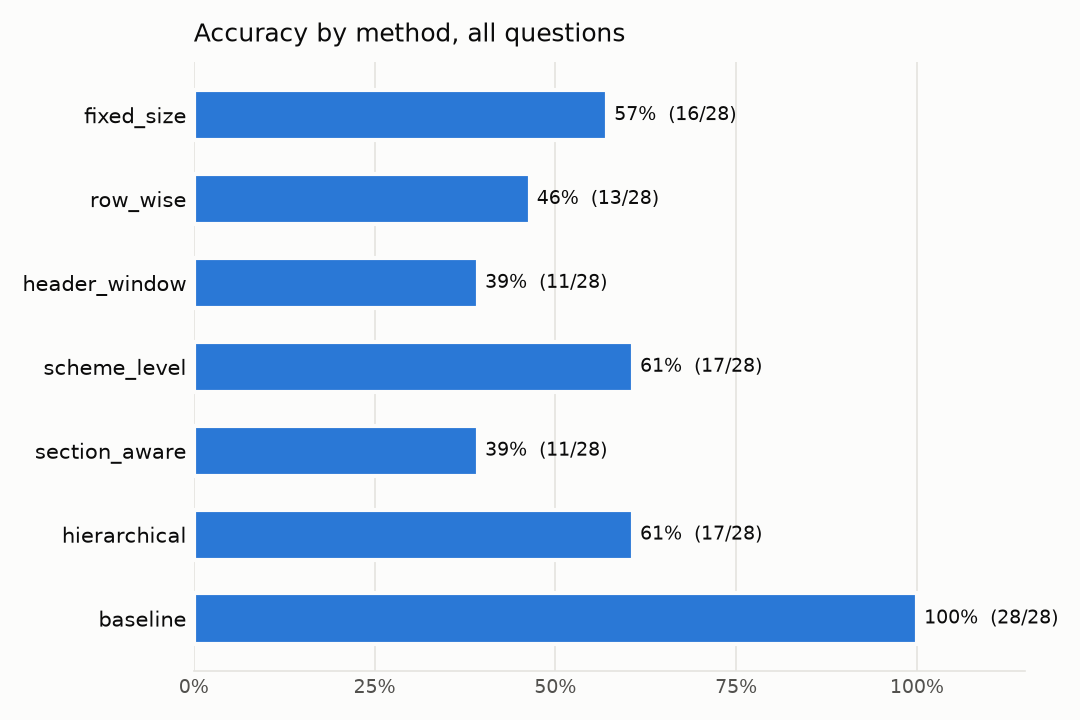 Accuracy by method, all questions
fixed_size 57% (16/28)
row_wise 46% (13/28)
header_window 39% (11/28)
scheme_level 61% (17/28)
section_aware 39% (11/28)
hierarchical 61% (17/28)
baseline 100% (28/28)
0% 25% 50% 75% 100%